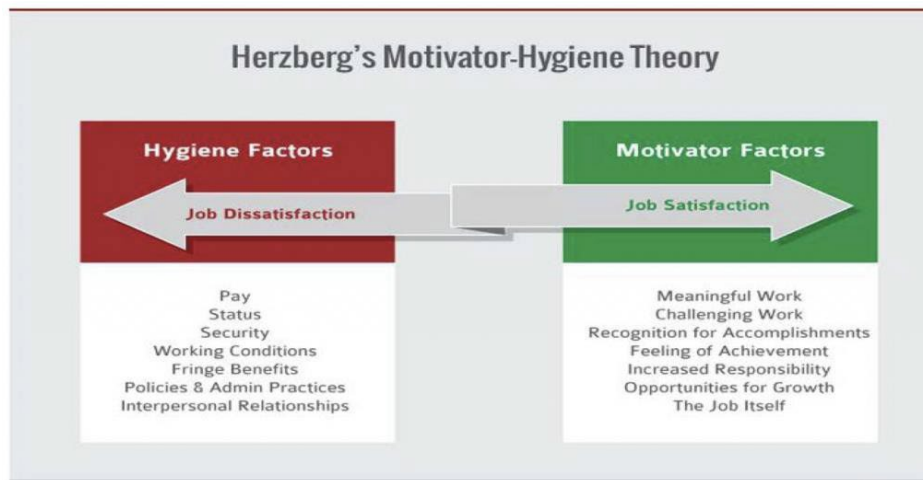 Herzberg's Motivator-Hygiene Theory
Hygiene Factors
Job Dissatisfaction
Pay
Status
Security
Working Conditions
Fringe Benefits
Policies & Admin Practices
Interpersonal Relationships
Motivator Factors
Job Satisfaction
Meaningful Work
Challenging Work
Recognition for Accomplishments
Feeling of Achievement
Increased Responsibility
Opportunities for Growth
The Job Itself